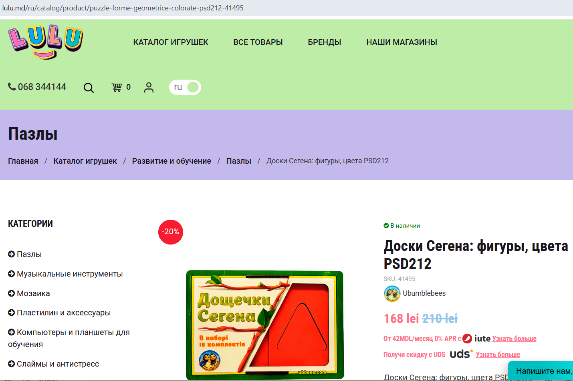 lulu.md/ru/catalog/product/puzzle-forme-geometrice-colorate-psd212-41495
LULU
КАТАЛОГ ИГРУШЕК ВСЕ ТОВАРЫ БРЕНДЫ НАШИ МАГАЗИНЫ
068 344144 0 ru
Пазлы
Главная / Каталог игрушек / Развитие и обучение / Пазлы / Доски Сегена: фигуры, цвета PSD212
КАТЕГОРИИ
Пазлы
Музыкальные инструменты
Мозаика
Пластилин и аксессуары
Компьютеры и планшеты для
обучения
Слаймы и антистресс
-20%
Дощечки
Сегена
В наборе
12 комплектів
В наличии
Доски Сегена: фигуры, цвета
PSD212
SKU: 41495
Ubumblebees
168 lei 210 lei
От 42MDL/месяц, 0% APR с iute Узнать больше
Получи скидку с UDS uds Узнать больше
Напишите нам,
Доски Сегена: фигуры, цвета PSD